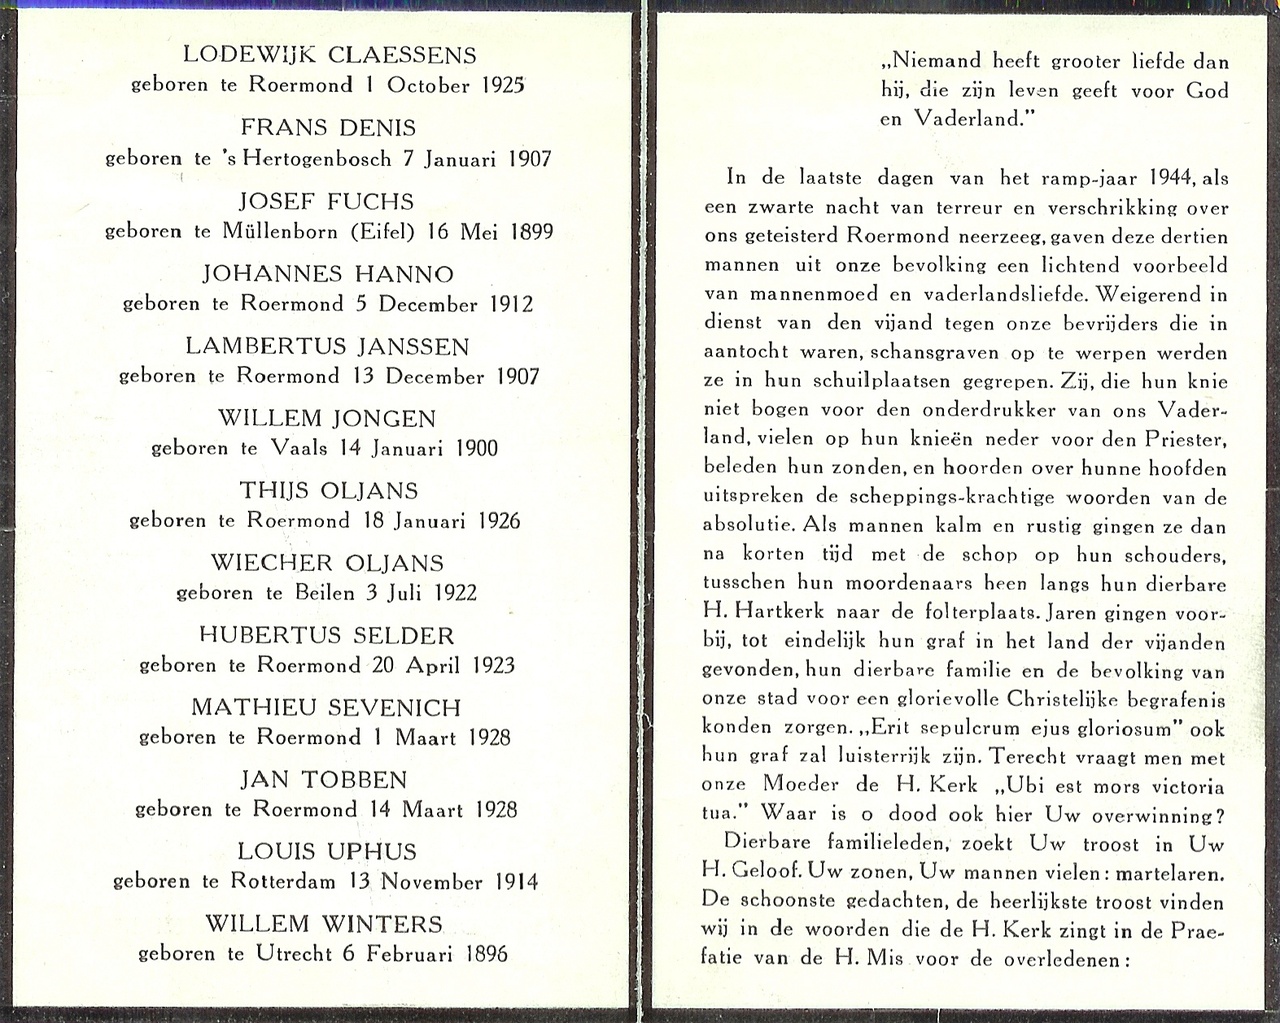 LODEWIJK CLAESSENS
geboren te Roermond 1 October 1925
FRANS DENIS
geboren te 's Hertogenbosch 7 Januari 1907
JOSEF FUCHS
geboren te Müllenborn (Eifel) 16 Mei 1899
JOHANNES HANNO
geboren te Roermond 5 December 1912
LAMBERTUS JANSSEN
geboren te Roermond 13 December 1907
WILLEM JONGEN
geboren te Vaals 14 Januari 1900
THIJS OLJANS
geboren te Roermond 18 Januari 1926
WIECHER OLJANS
geboren te Beilen 3 Juli 1922
HUBERTUS SELDER
geboren te Roermond 20 April 1923
MATHIEU SEVENICH
geboren te Roermond 1 Maart 1928
JAN TOBBEN
geboren te Roermond 14 Maart 1928
LOUIS UPHUS
geboren te Rotterdam 13 November 1914
WILLEM WINTERS
geboren te Utrecht 6 Februari 1896
„Niemand heeft grooter liefde dan
hij, die zijn leven geeft voor God
en Vaderland."
In de laatste dagen van het ramp-jaar 1944, als
een zwarte nacht van terreur en verschrikking over
ons geteisterd Roermond neerzeeg, gaven deze dertien
mannen uit onze bevolking een lichtend voorbeeld
van mannenmoed en vaderlandsliefde. Weigerend in
dienst van den vijand tegen onze bevrijders die in
aantocht waren, schansgraven op te werpen werden
ze in hun schuilplaatsen gegrepen. Zij, die hun knie
niet bogen voor den onderdrukker van ons Vader-
land, vielen op hun knieën neder voor den Priester,
beleden hun zonden, en hoorden over hunne hoofden
uitspreken de scheppings-krachtige woorden van de
absolutie. Als mannen kalm en rustig gingen ze dan
na korten tijd met de schop op hun schouders,
tusschen hun moordenaars heen langs hun dierbare
H. Hartkerk naar de folterplaats. Jaren gingen voor-
bij, tot eindelijk hun graf in het land der vijanden
gevonden, hun dierbare familie en de bevolking van
onze stad voor een glorievolle Christelijke begrafenis
konden zorgen. „Erit sepulcrum ejus gloriosum" ook
hun graf zal luisterrijk zijn. Terecht vraagt men met
onze Moeder de H. Kerk „Ubi est mors victoria
tua." Waar is o dood ook hier Uw overwinning?
Dierbare familieleden, zoekt Uw troost in Uw
H. Geloof. Uw zonen, Uw mannen vielen: martelaren.
De schoonste gedachten, de heerlijkste troost vinden
wij in de woorden die de H. Kerk zingt in de Prae-
fatie van de H. Mis voor de overledenen: